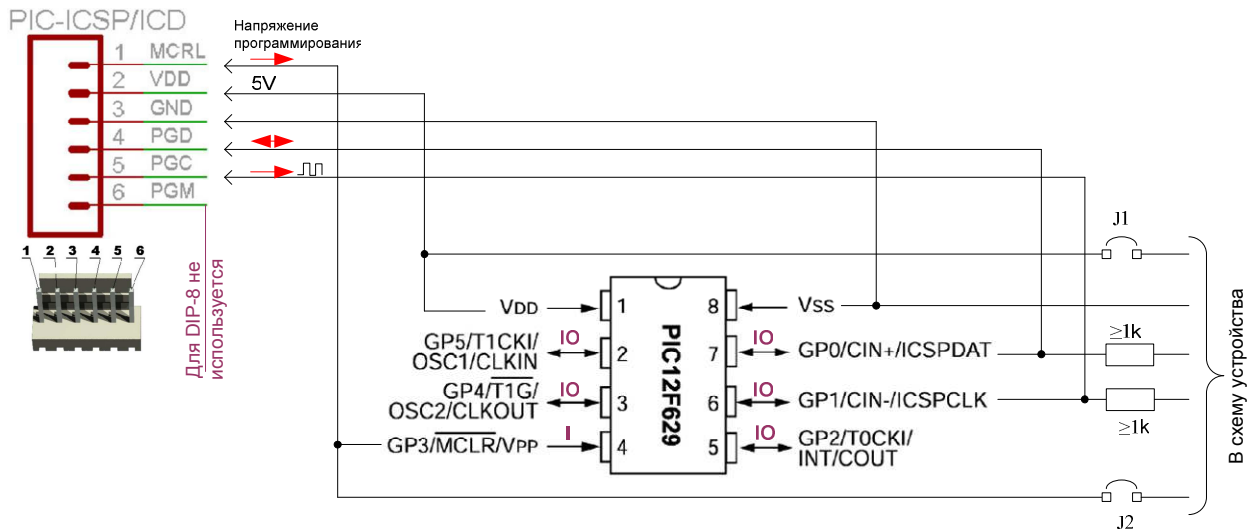 PIC-ICSP/ICD
Напряжение
программирования
1 MCRL
2 VDD
5V
3 GND
4 PGD
5 PGC
6 PGM
1 2 3 4 5 6
Для DIP-8 не
используется
J1
VDD
1
8
VSS
GP5/T1CKI/
OSC1/CLKIN
IO
2
7
IO
GP0/CIN+/ICSPDAT
≥1k
GP4/T1G/
OSC2/CLKOUT
IO
3
6
IO
GP1/CIN-/ICSPCLK
≥1k
GP3/MCLR/VPP
I
4
5
IO
GP2/T0CKI/
INT/COUT
PIC12F629
J2
В схему устройства